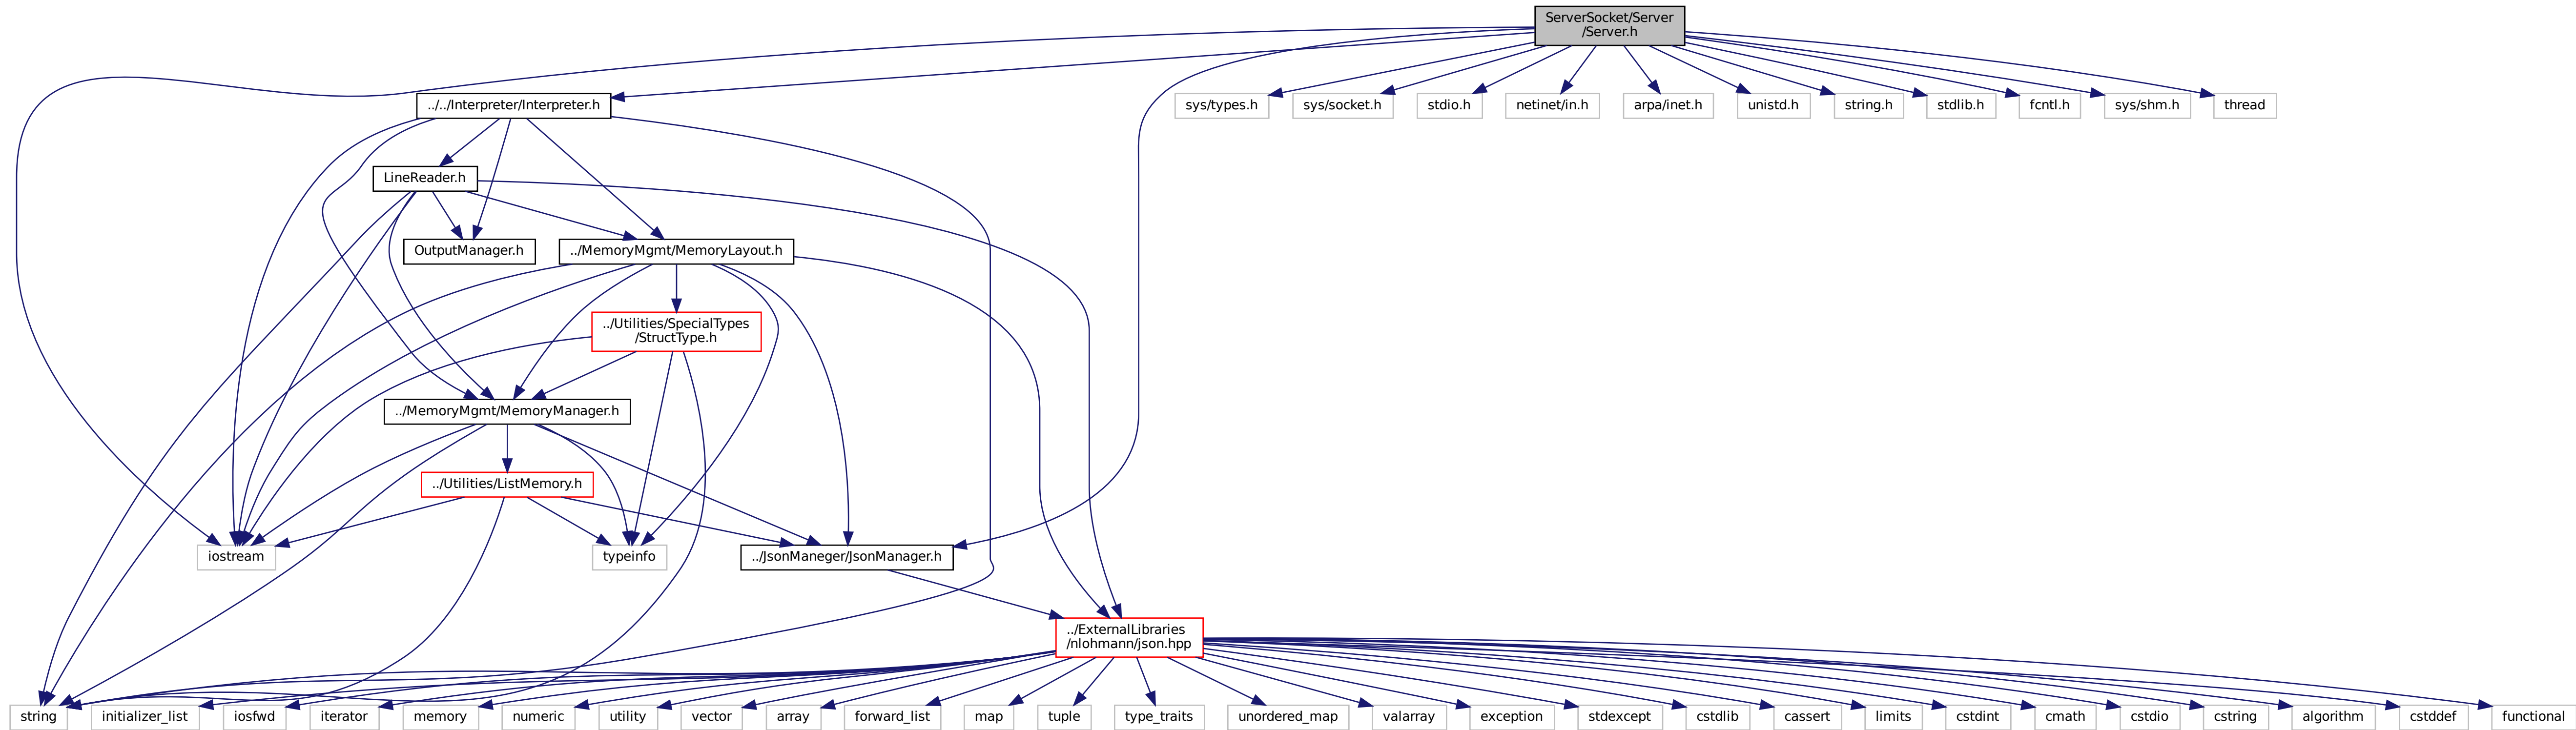 ServerSocket/Server
/Server.h
../../Interpreter/Interpreter.h
sys/types.h
sys/socket.h
stdio.h
netinet/in.h
arpa/inet.h
unistd.h
string.h
stdlib.h
fcntl.h
sys/shm.h
thread
LineReader.h
OutputManager.h
../MemoryMgmt/MemoryLayout.h
../Utilities/SpecialTypes
/StructType.h
../MemoryMgmt/MemoryManager.h
../Utilities/ListMemory.h
iostream
typeinfo
../JsonManeger/JsonManager.h
../ExternalLibraries
/nlohmann/json.hpp
string
initializer_list
iosfwd
iterator
memory
numeric
utility
vector
array
forward_list
map
tuple
type_traits
unordered_map
valarray
exception
stdexcept
cstdlib
cassert
limits
cstdint
cmath
cstdio
cstring
algorithm
cstddef
functional